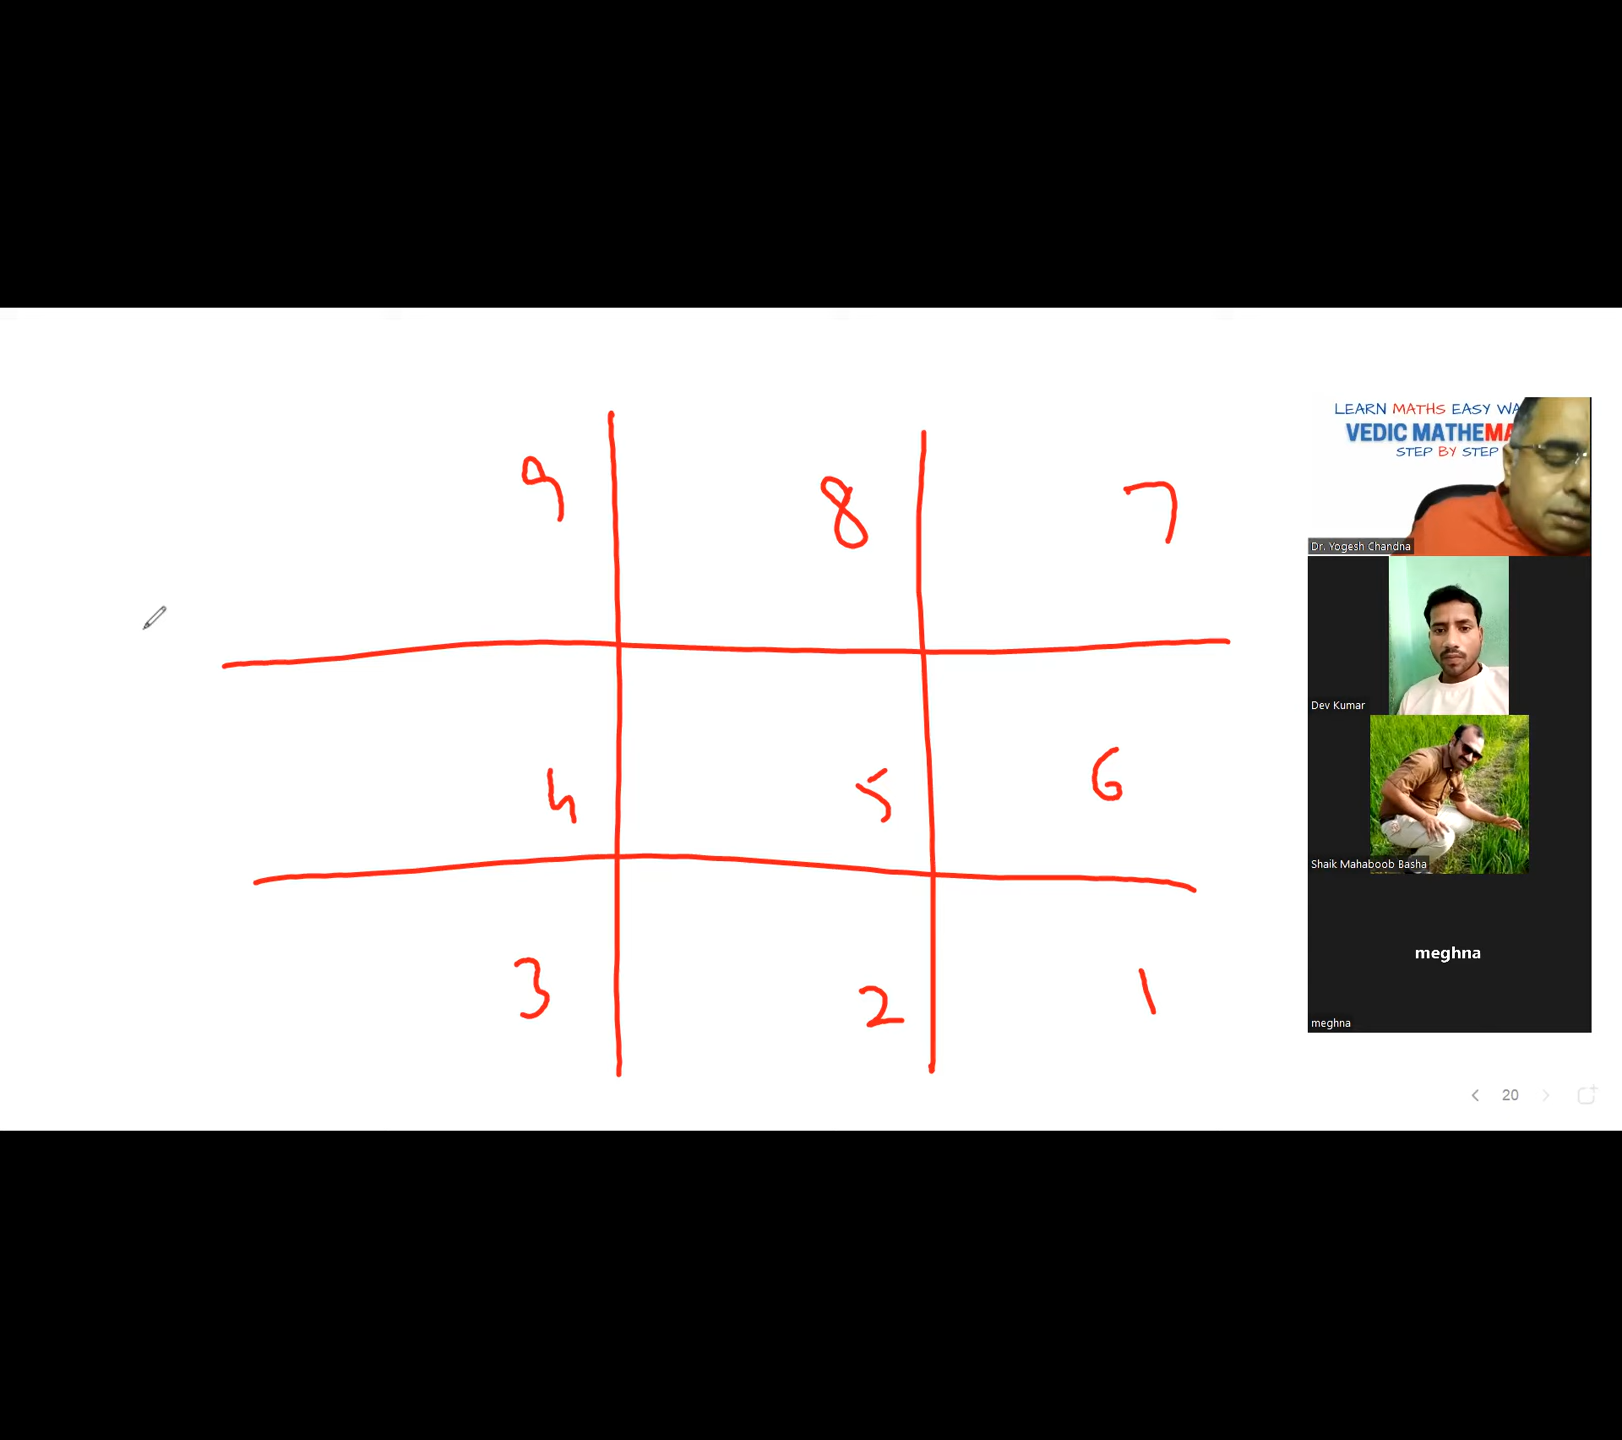 9 8 7
4 5 6
3 2 1
LEARN MATHS EASY WA
VEDIC MATHEMA
STEP BY STEP
Dr. Yogesh Chandna
Dev Kumar
Shaik Mahaboob Basha
meghna
meghna
20